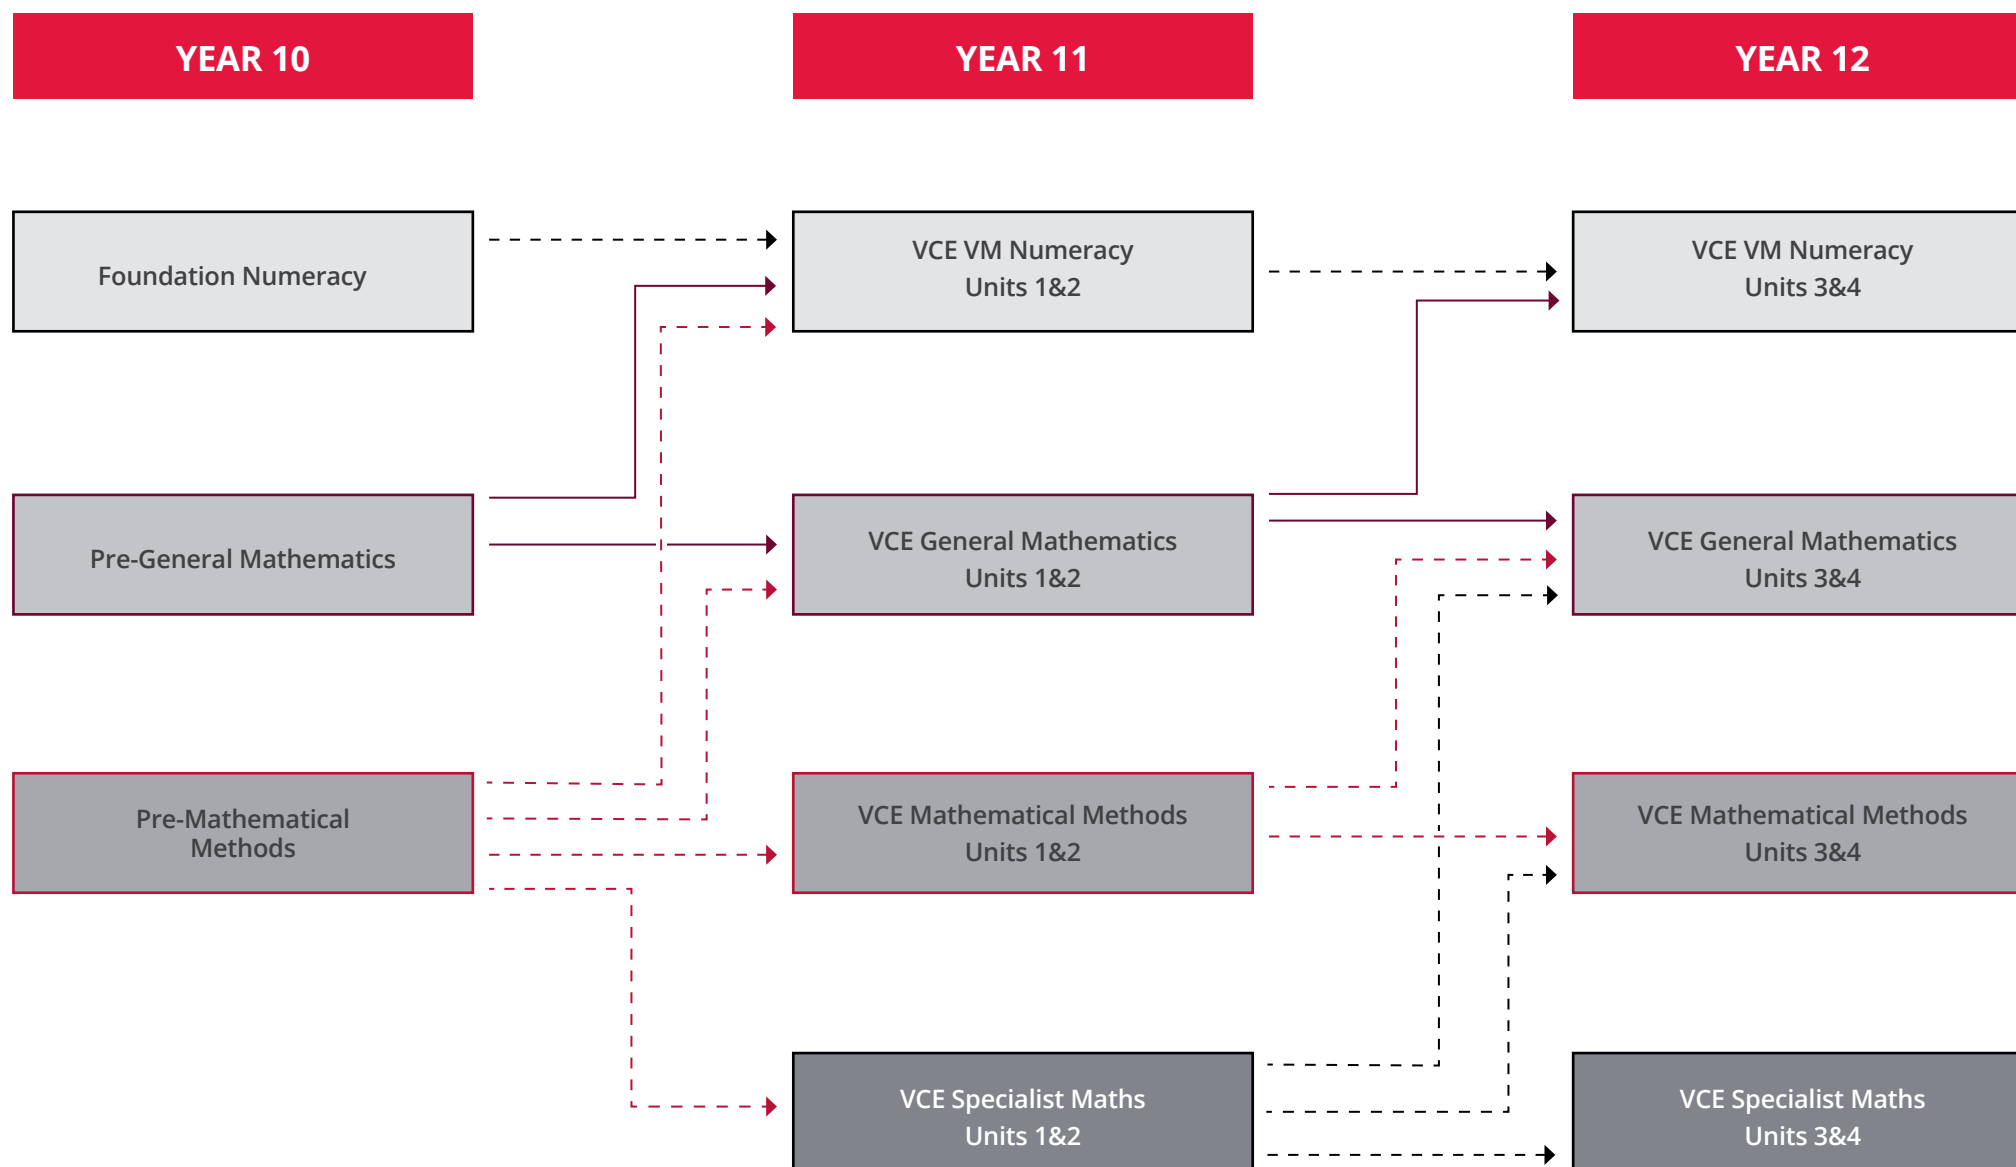 YEAR 10
YEAR 11
YEAR 12
Foundation Numeracy
VCE VM Numeracy
Units 1&2
VCE VM Numeracy
Units 3&4
Pre-General Mathematics
VCE General Mathematics
Units 1&2
VCE General Mathematics
Units 3&4
Pre-Mathematical
Methods
VCE Mathematical Methods
Units 1&2
VCE Mathematical Methods
Units 3&4
VCE Specialist Maths
Units 1&2
VCE Specialist Maths
Units 3&4